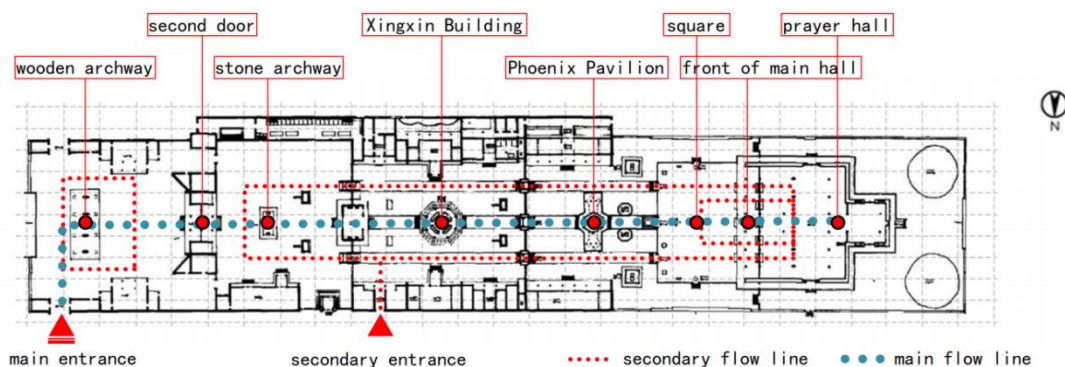 second door
Xingxin Building
square
prayer hall
wooden archway
stone archway
Phoenix Pavilion
front of main hall
N
main entrance
secondary entrance
secondary flow line
main flow line